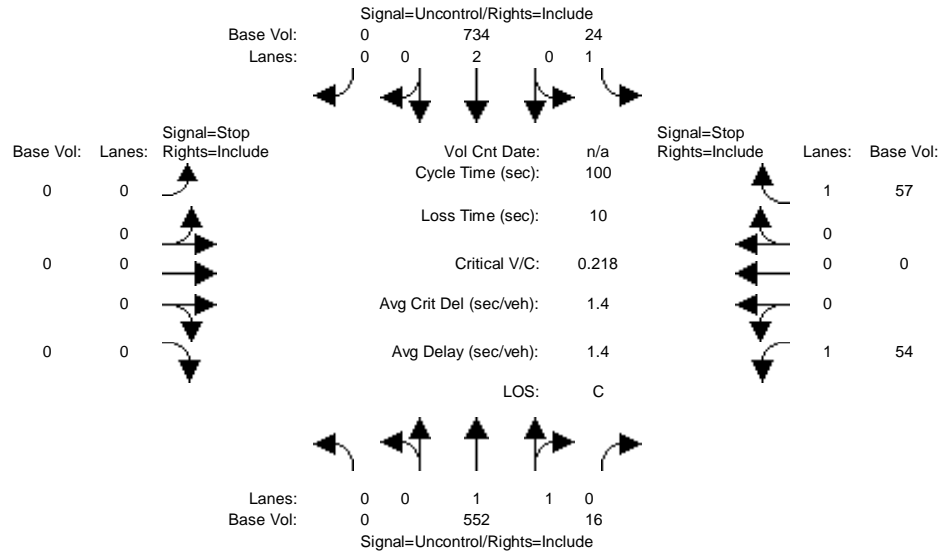 Signal=Uncontrol/Rights=Include
Base Vol: 0 734 24
Lanes: 0 0 2 0 1
Signal=Stop Signal=Stop
Base Vol: Lanes: Rights=Include Vol Cnt Date: n/a Rights=Include Lanes: Base Vol:
Cycle Time (sec): 100
0 0 1 57
Loss Time (sec): 10
0 0
0 0 Critical V/C: 0.218 0 0
0 Avg Crit Del (sec/veh): 1.4 0
0 0 Avg Delay (sec/veh): 1.4 1 54
LOS: C
Lanes: 0 0 1 1 0
Base Vol: 0 552 16
Signal=Uncontrol/Rights=Include